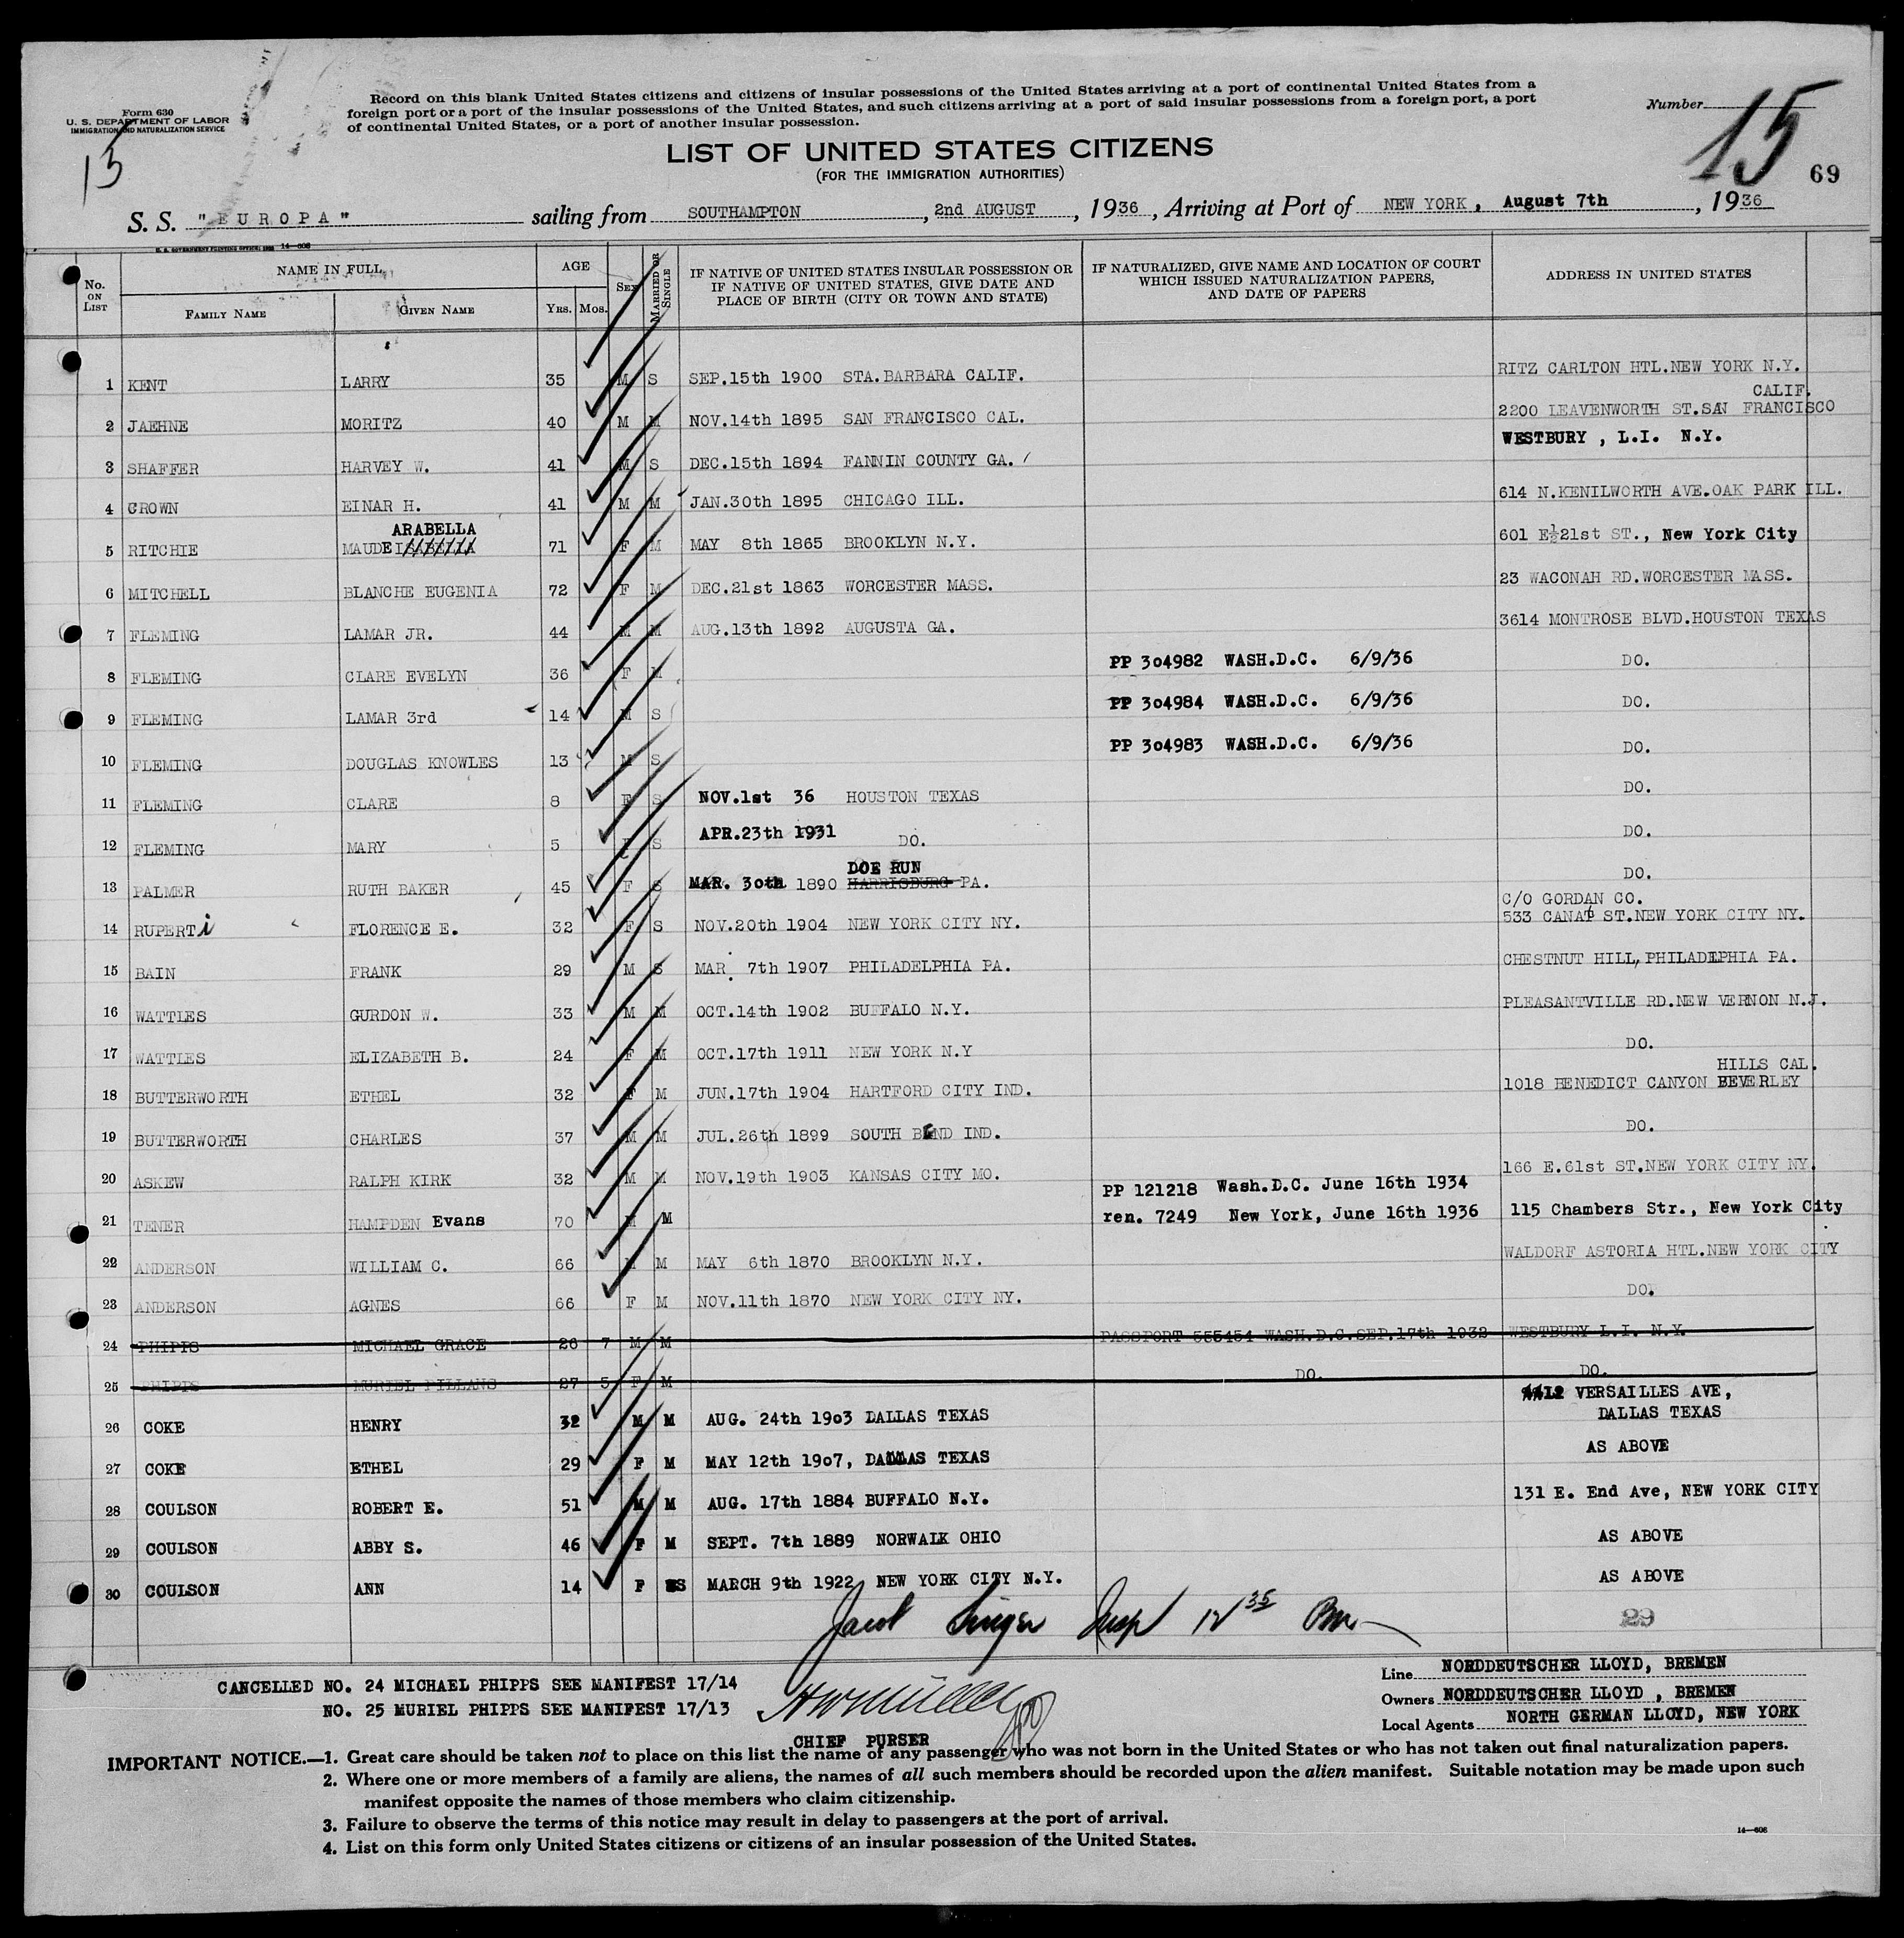 Form 630
U. S. DEPARTMENT OF LABOR
IMMIGRATION AND NATURALIZATION SERVICE
15
Record on this blank United States citizens and citizens of insular possessions of the United States arriving at a port of continental United States from a
foreign port or a port of the insular possessions of the United States, and such citizens arriving at a port of said insular possessions from a foreign port, a port
of continental United States, or a port of another insular possession.
Number
15
69
LIST OF UNITED STATES CITIZENS
(FOR THE IMMIGRATION AUTHORITIES)
S. S. "EUROPA" sailing from SOUTHAMPTON, 2nd AUGUST, 1936, Arriving at Port of NEW YORK, August 7th, 1936
U. S. GOVERNMENT PRINTING OFFICE: 14—608
No. ON LIST NAME IN FULL AGE SEX MARRIED OR SINGLE IF NATIVE OF UNITED STATES INSULAR POSSESSION OR IF NATIVE OF UNITED STATES, GIVE DATE AND PLACE OF BIRTH (CITY OR TOWN AND STATE) IF NATURALIZED, GIVE NAME AND LOCATION OF COURT WHICH ISSUED NATURALIZATION PAPERS, AND DATE OF PAPERS ADDRESS IN UNITED STATES
FAMILY NAME GIVEN NAME YRS. MOS.
1 KENT LARRY 35 M S SEP.15th 1900 STA.BARBARA CALIF. RITZ CARLTON HTL.NEW YORK N.Y.
CALIF.
2 JAEHNE MORITZ 40 M M NOV.14th 1895 SAN FRANCISCO CAL. 2200 LEAVENWORTH ST.SAN FRANCISCO
3 SHAFFER HARVEY W. 41 M S DEC.15th 1894 FANNIN COUNTY GA. WESTBURY , L.I. N.Y.
4 CROWN EINAR H. 41 M M JAN.30th 1895 CHICAGO ILL. 614 N.KENILWORTH AVE.OAK PARK ILL.
ARABELLA
5 RITCHIE MAUDE ISABELLA 71 F M MAY 8th 1865 BROOKLYN N.Y. 601 E½21st ST., New York City
6 MITCHELL BLANCHE EUGENIA 72 F M DEC.21st 1863 WORCESTER MASS. 23 WACONAH RD.WORCESTER MASS.
7 FLEMING LAMAR JR. 44 M M AUG.13th 1892 AUGUSTA GA. 3614 MONTROSE BLVD.HOUSTON TEXAS
8 FLEMING CLARE EVELYN 36 F M PP 304982 WASH.D.C. 6/9/36 DO.
9 FLEMING LAMAR 3rd 14 M S PP 304984 WASH.D.C. 6/9/36 DO.
10 FLEMING DOUGLAS KNOWLES 13 M S PP 304983 WASH.D.C. 6/9/36 DO.
11 FLEMING CLARE 8 F S NOV.1st 36 HOUSTON TEXAS DO.
12 FLEMING MARY 5 F S APR.23th 1931 DO. DO.
DOE RUN
13 PALMER RUTH BAKER 45 F S MAR. 30th 1890 HARRISBURG PA. DO.
C/O GORDAN CO.
14 RUPERTi FLORENCE E. 32 F S NOV.20th 1904 NEW YORK CITY NY. 533 CANAL ST.NEW YORK CITY NY.
15 BAIN FRANK 29 M S MAR. 7th 1907 PHILADELPHIA PA. CHESTNUT HILL, PHILADELPHIA PA.
16 WATTIES GURDON W. 33 M M OCT.14th 1902 BUFFALO N.Y. PLEASANTVILLE RD.NEW VERNON N.J.
17 WATTIES ELIZABETH B. 24 F M OCT.17th 1911 NEW YORK N.Y DO.
HILLS CAL.
18 BUTTERWORTH ETHEL 32 F M JUN.17th 1904 HARTFORD CITY IND. 1018 BENEDICT CANYON BEVERLEY
19 BUTTERWORTH CHARLES 37 M M JUL.26th 1899 SOUTH BEND IND. DO.
20 ASKEW RALPH KIRK 32 M M NOV.19th 1903 KANSAS CITY MO. 166 E.61st ST.NEW YORK CITY NY.
PP 121218 Wash.D.C. June 16th 1934
21 TENER HAMPDEN Evans 70 M M ren. 7249 New York, June 16th 1936 115 Chambers Str., New York City
22 ANDERSON WILLIAM C. 66 M M MAY 6th 1870 BROOKLYN N.Y. WALDORF ASTORIA HTL.NEW YORK CITY
23 ANDERSON AGNES 66 F M NOV.11th 1870 NEW YORK CITY NY. DO.
24 PHIPPS MICHAEL GRACE 26 7 M M PASSPORT 555454 WASH.D.C.SEP.17th 1932 WESTBURY L.I. N.Y.
25 PHIPPS MURIEL PILLANS 27 5 F M DO. DO.
VERSAILLES AVE,
26 COKE HENRY 32 M M AUG. 24th 1903 DALLAS TEXAS DALLAS TEXAS
27 COKE ETHEL 29 F M MAY 12th 1907, DALLAS TEXAS AS ABOVE
28 COULSON ROBERT E. 51 M M AUG. 17th 1884 BUFFALO N.Y. 131 E. End Ave, NEW YORK CITY
29 COULSON ABBY S. 46 F M SEPT. 7th 1889 NORWALK OHIO AS ABOVE
30 COULSON ANN 14 F S MARCH 9th 1922 NEW YORK CITY N.Y. AS ABOVE
Jacob Singer Insp 12 35 Pm
29
CANCELLED NO. 24 MICHAEL PHIPPS SEE MANIFEST 17/14
NO. 25 MURIEL PHIPPS SEE MANIFEST 17/13
CHIEF PURSER
Line NORDDEUTSCHER LLOYD, BREMEN
Owners NORDDEUTSCHER LLOYD , BREMEN
Local Agents NORTH GERMAN LLOYD, NEW YORK
IMPORTANT NOTICE.—1. Great care should be taken not to place on this list the name of any passenger who was not born in the United States or who has not taken out final naturalization papers.
2. Where one or more members of a family are aliens, the names of all such members should be recorded upon the alien manifest. Suitable notation may be made upon such
manifest opposite the names of those members who claim citizenship.
3. Failure to observe the terms of this notice may result in delay to passengers at the port of arrival.
4. List on this form only United States citizens or citizens of an insular possession of the United States.
14—608